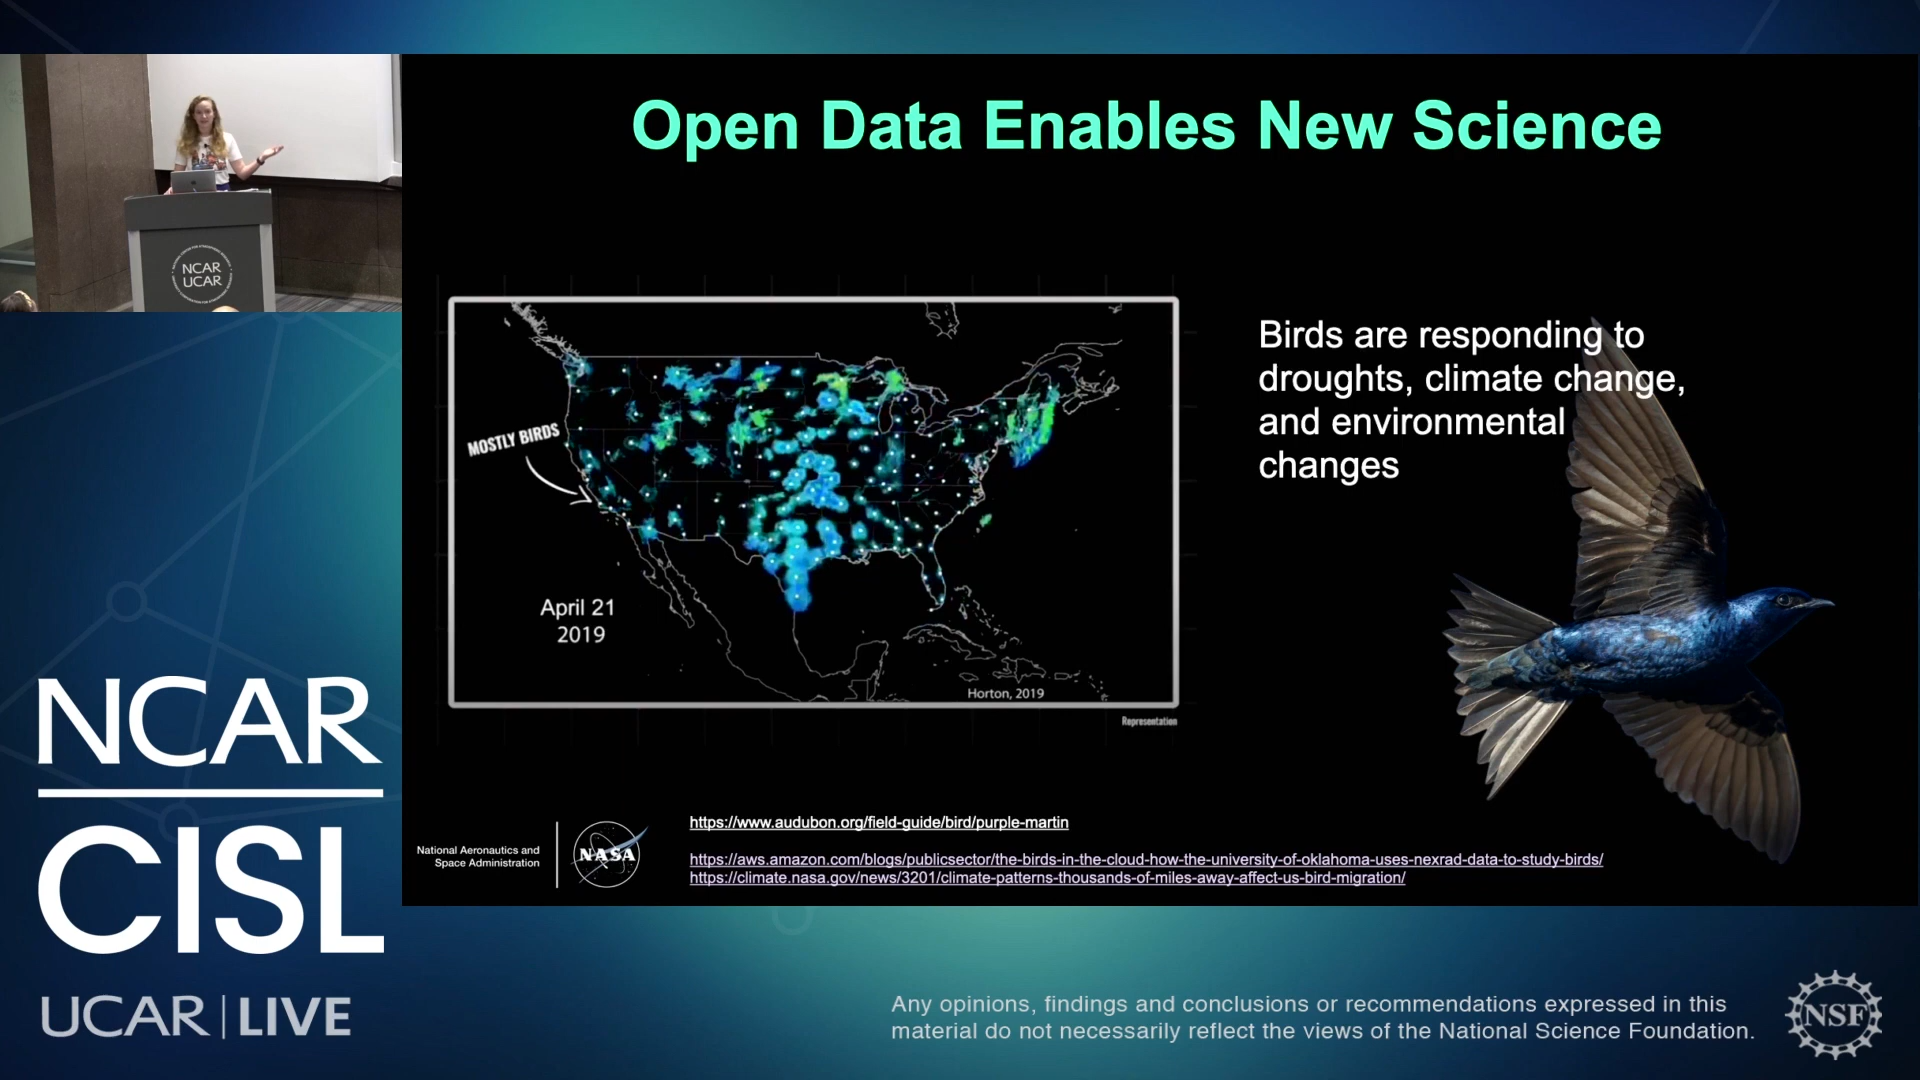 Open Data Enables New Science
NCAR
UCAR
MOSTLY BIRDS
April 21
2019
Horton, 2019
Representation
Birds are responding to
droughts, climate change,
and environmental
changes
National Aeronautics and
Space Administration
NASA
https://www.audubon.org/field-guide/bird/purple-martin
https://aws.amazon.com/blogs/publicsector/the-birds-in-the-cloud-how-the-university-of-oklahoma-uses-nexrad-data-to-study-birds/
https://climate.nasa.gov/news/3201/climate-patterns-thousands-of-miles-away-affect-us-bird-migration/
NCAR
CISL
UCAR | LIVE
Any opinions, findings and conclusions or recommendations expressed in this
material do not necessarily reflect the views of the National Science Foundation.
NSF